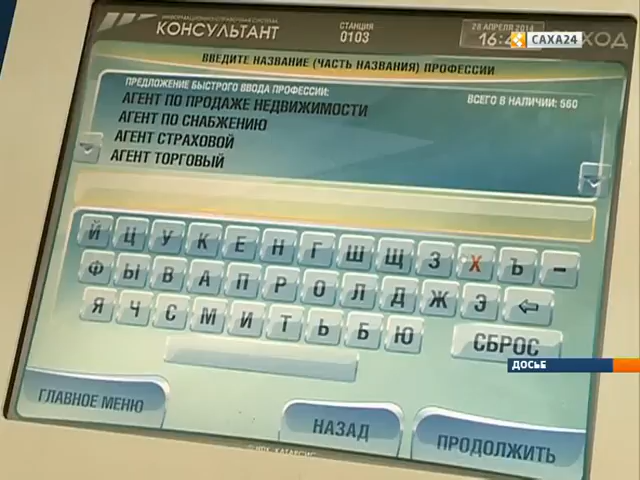 ИНФОРМАЦИОННО-СПРАВОЧНАЯ СИСТЕМА
КОНСУЛЬТАНТ
СТАНЦИЯ
0103
28 АПРЕЛЯ 2014
САХА24
ВВЕДИТЕ НАЗВАНИЕ (ЧАСТЬ НАЗВАНИЯ) ПРОФЕССИИ
ПРЕДЛОЖЕНИЕ БЫСТРОГО ВВОДА ПРОФЕССИИ:
ВСЕГО В НАЛИЧИИ: 560
АГЕНТ ПО ПРОДАЖЕ НЕДВИЖИМОСТИ
АГЕНТ ПО СНАБЖЕНИЮ
АГЕНТ СТРАХОВОЙ
АГЕНТ ТОРГОВЫЙ
Й Ц У К Е Н Г Ш Щ З Х Ъ –
Ф Ы В А П Р О Л Д Ж Э ⇦
Я Ч С М И Т Ь Б Ю СБРОС
ДОСЬЕ
ГЛАВНОЕ МЕНЮ НАЗАД ПРОДОЛЖИТЬ